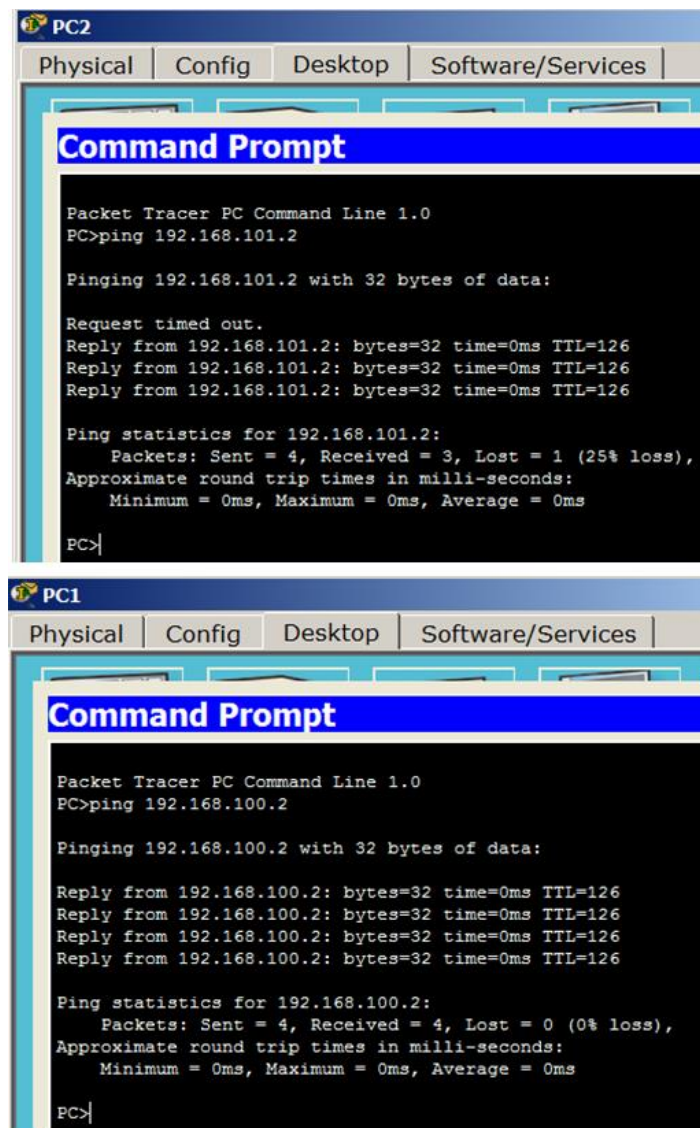 PC2
Physical Config Desktop Software/Services
Command Prompt
Packet Tracer PC Command Line 1.0
PC>ping 192.168.101.2
Pinging 192.168.101.2 with 32 bytes of data:
Request timed out.
Reply from 192.168.101.2: bytes=32 time=0ms TTL=126
Reply from 192.168.101.2: bytes=32 time=0ms TTL=126
Reply from 192.168.101.2: bytes=32 time=0ms TTL=126
Ping statistics for 192.168.101.2:
Packets: Sent = 4, Received = 3, Lost = 1 (25% loss),
Approximate round trip times in milli-seconds:
Minimum = 0ms, Maximum = 0ms, Average = 0ms
PC>
PC1
Physical Config Desktop Software/Services
Command Prompt
Packet Tracer PC Command Line 1.0
PC>ping 192.168.100.2
Pinging 192.168.100.2 with 32 bytes of data:
Reply from 192.168.100.2: bytes=32 time=0ms TTL=126
Reply from 192.168.100.2: bytes=32 time=0ms TTL=126
Reply from 192.168.100.2: bytes=32 time=0ms TTL=126
Reply from 192.168.100.2: bytes=32 time=0ms TTL=126
Ping statistics for 192.168.100.2:
Packets: Sent = 4, Received = 4, Lost = 0 (0% loss),
Approximate round trip times in milli-seconds:
Minimum = 0ms, Maximum = 0ms, Average = 0ms
PC>